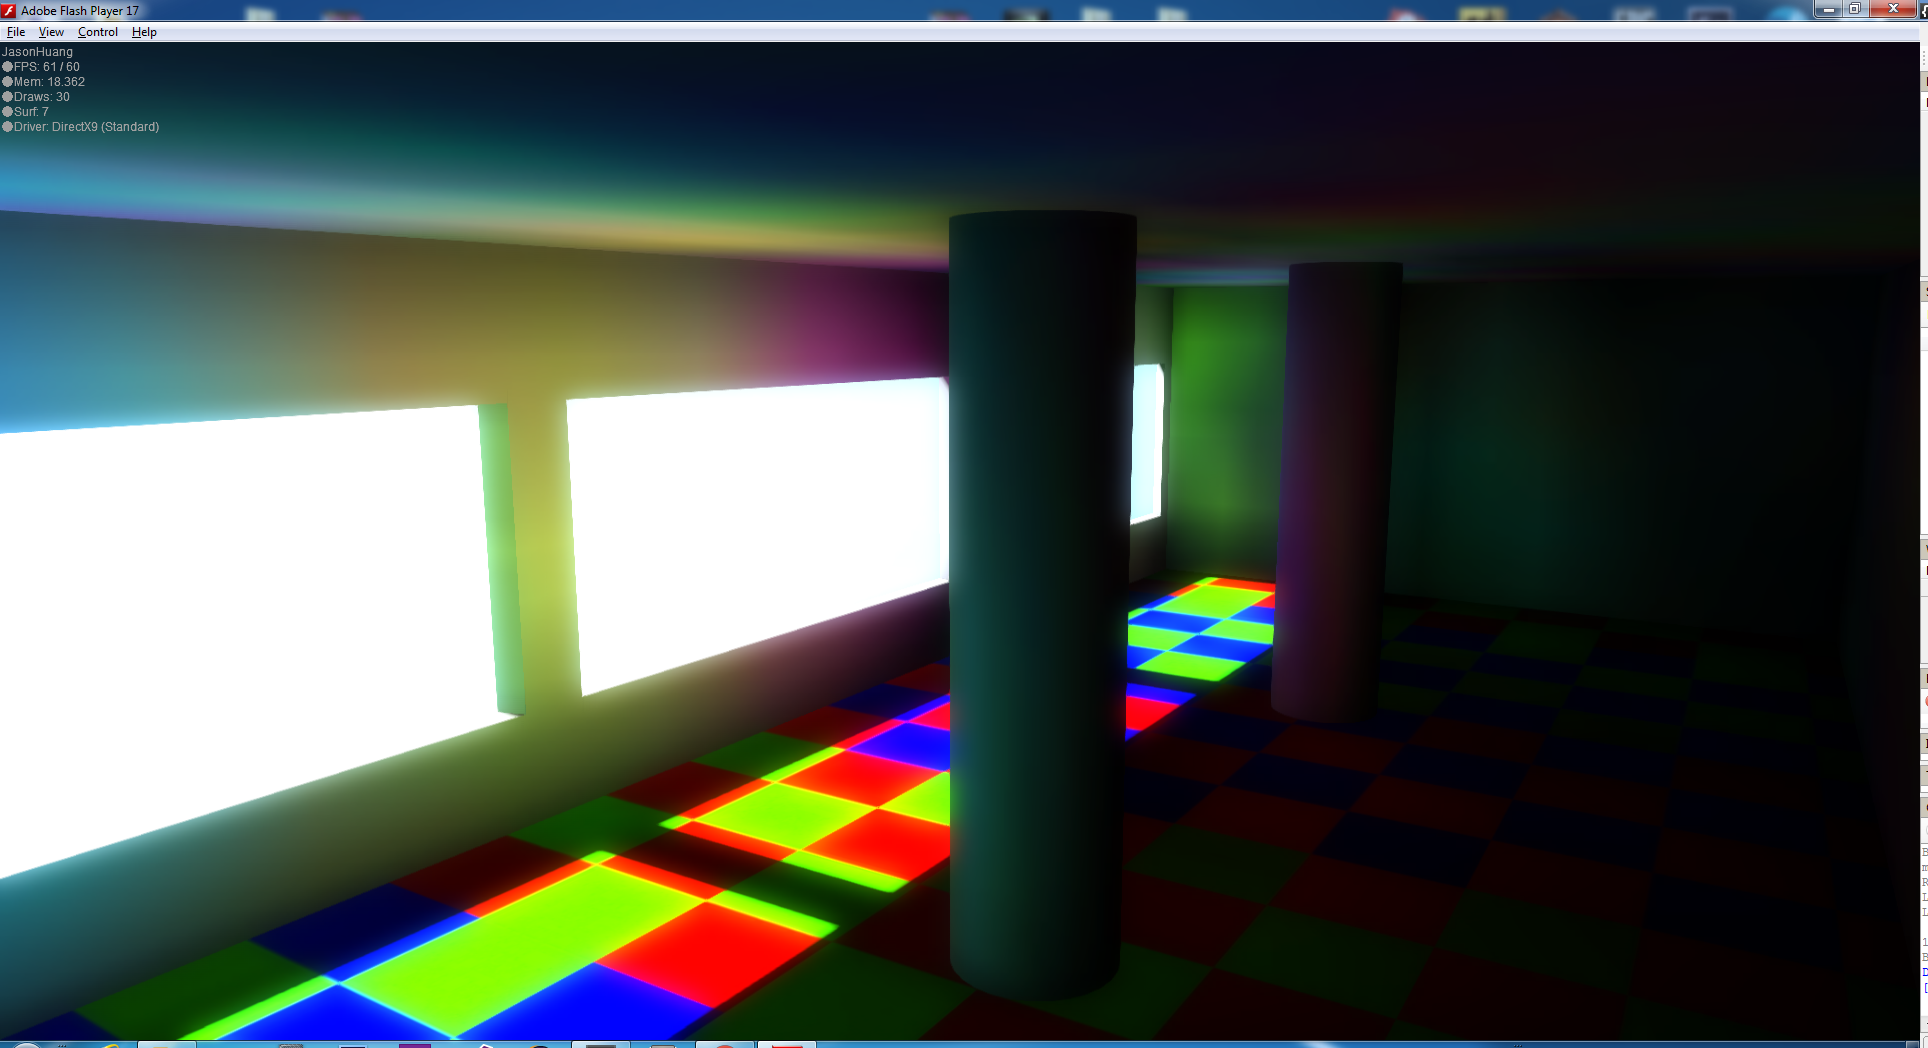 Adobe Flash Player 17
File View Control Help
JasonHuang
FPS: 61 / 60
Mem: 18.362
Draws: 30
Surf: 7
Driver: DirectX9 (Standard)